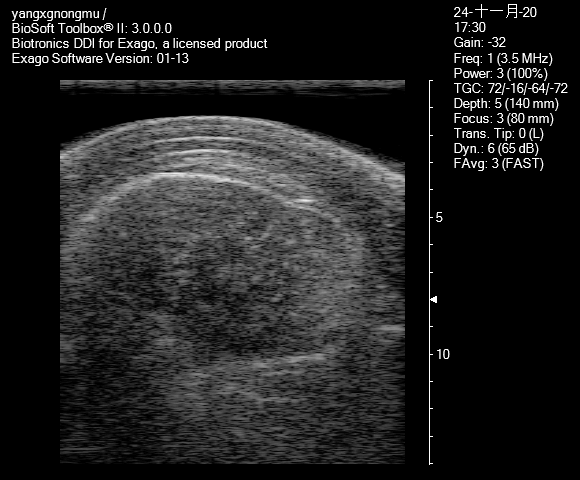 yangxgnongmu /
BioSoft Toolbox® II: 3.0.0.0
Biotronics DDI for Exago, a licensed product
Exago Software Version: 01-13
24-十一月-20
17:30
Gain: -32
Freq: 1 (3.5 MHz)
Power: 3 (100%)
TGC: 72/-16/-64/-72
Depth: 5 (140 mm)
Focus: 3 (80 mm)
Trans. Tip: 0 (L)
Dyn.: 6 (65 dB)
FAvg: 3 (FAST)
5
10